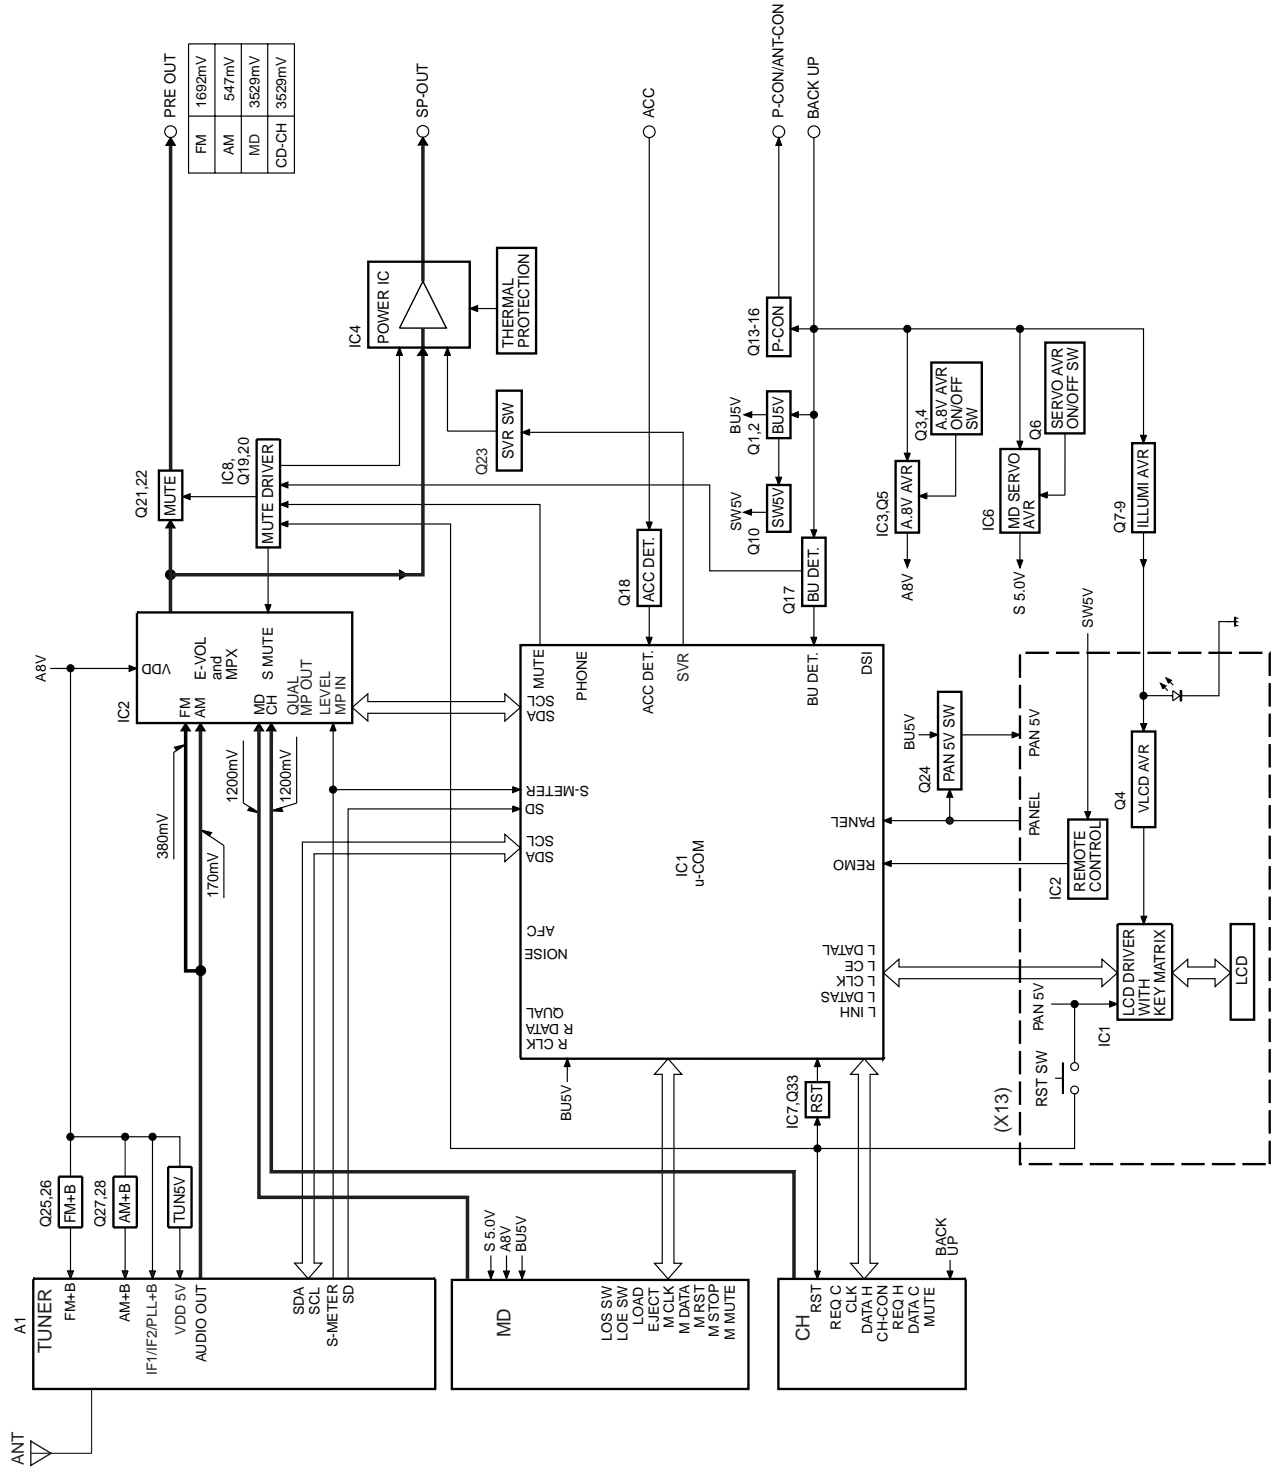 ANT
A1
TUNER
FM+B
AM+B
IF1/IF2/PLL+B
VDD 5V
AUDIO OUT
SDA
SCL
S-METER
SD
Q25,26
FM+B
Q27,28
AM+B
TUN5V
380mV
170mV
1200mV
1200mV
A8V
IC2
VDD
FM
AM
E-VOL
and
MPX
MD
CH
S MUTE
QUAL
MP OUT
LEVEL
MP IN
Q21,22
MUTE
IC8,
Q19,20
MUTE DRIVER
PRE OUT
FM 1692mV
AM 547mV
MD 3529mV
CD-CH 3529mV
IC4
POWER IC
SP-OUT
THERMAL
PROTECTION
Q23
SVR SW
ACC
Q18
ACC DET.
P-CON/ANT-CON
BACK UP
Q13-16
P-CON
BU5V
Q1,2
BU5V
SW5V
Q10
SW5V
Q17
BU DET.
IC3,Q5
A.8V AVR
A8V
Q3,4
A.8V AVR
ON/OFF
SW
IC6
MD SERVO
AVR
S 5.0V
Q6
SERVO AVR
ON/OFF SW
Q7-9
ILLUMI AVR
MD
S 5.0V
A8V
BU5V
LOS SW
LOE SW
LOAD
EJECT
M CLK
M DATA
M RST
M STOP
M MUTE
CH
RST
REQ C
CLK
DATA H
CH-CON
REQ H
DATA C
MUTE
BACK
UP
BU5V
IC7,Q33
RST
IC1
u-COM
R CLK
R DATA
QUAL
NOISE
AFC
SDA
SCL
SD
S-METER
SDA
SCL
MUTE
PHONE
ACC DET.
SVR
BU DET.
DSI
PANEL
REMO
L DATAL
L CE
L CLK
L DATAS
L INH
BU5V
Q24
PAN 5V SW
(X13)
RST SW
PAN 5V
PANEL
PAN 5V
SW5V
IC2
REMOTE
CONTROL
Q4
VLCD AVR
IC1
LCD DRIVER
WITH
KEY MATRIX
LCD